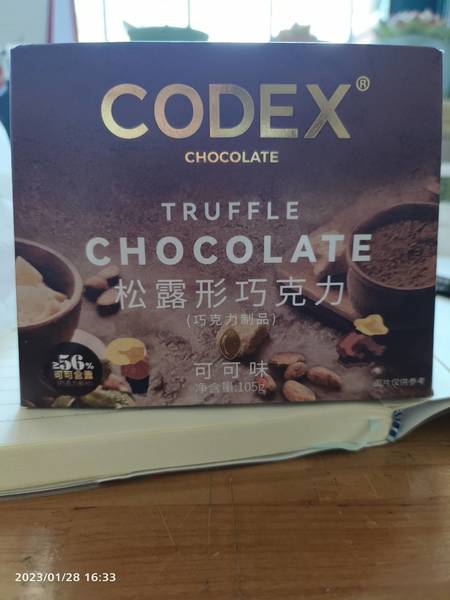 CODEX®
CHOCOLATE
TRUFFLE
CHOCOLATE
松露形巧克力
(巧克力制品)
≥56%
可可含量
可可味
净含量:105g
图片仅供参考
2023/01/28 16:33